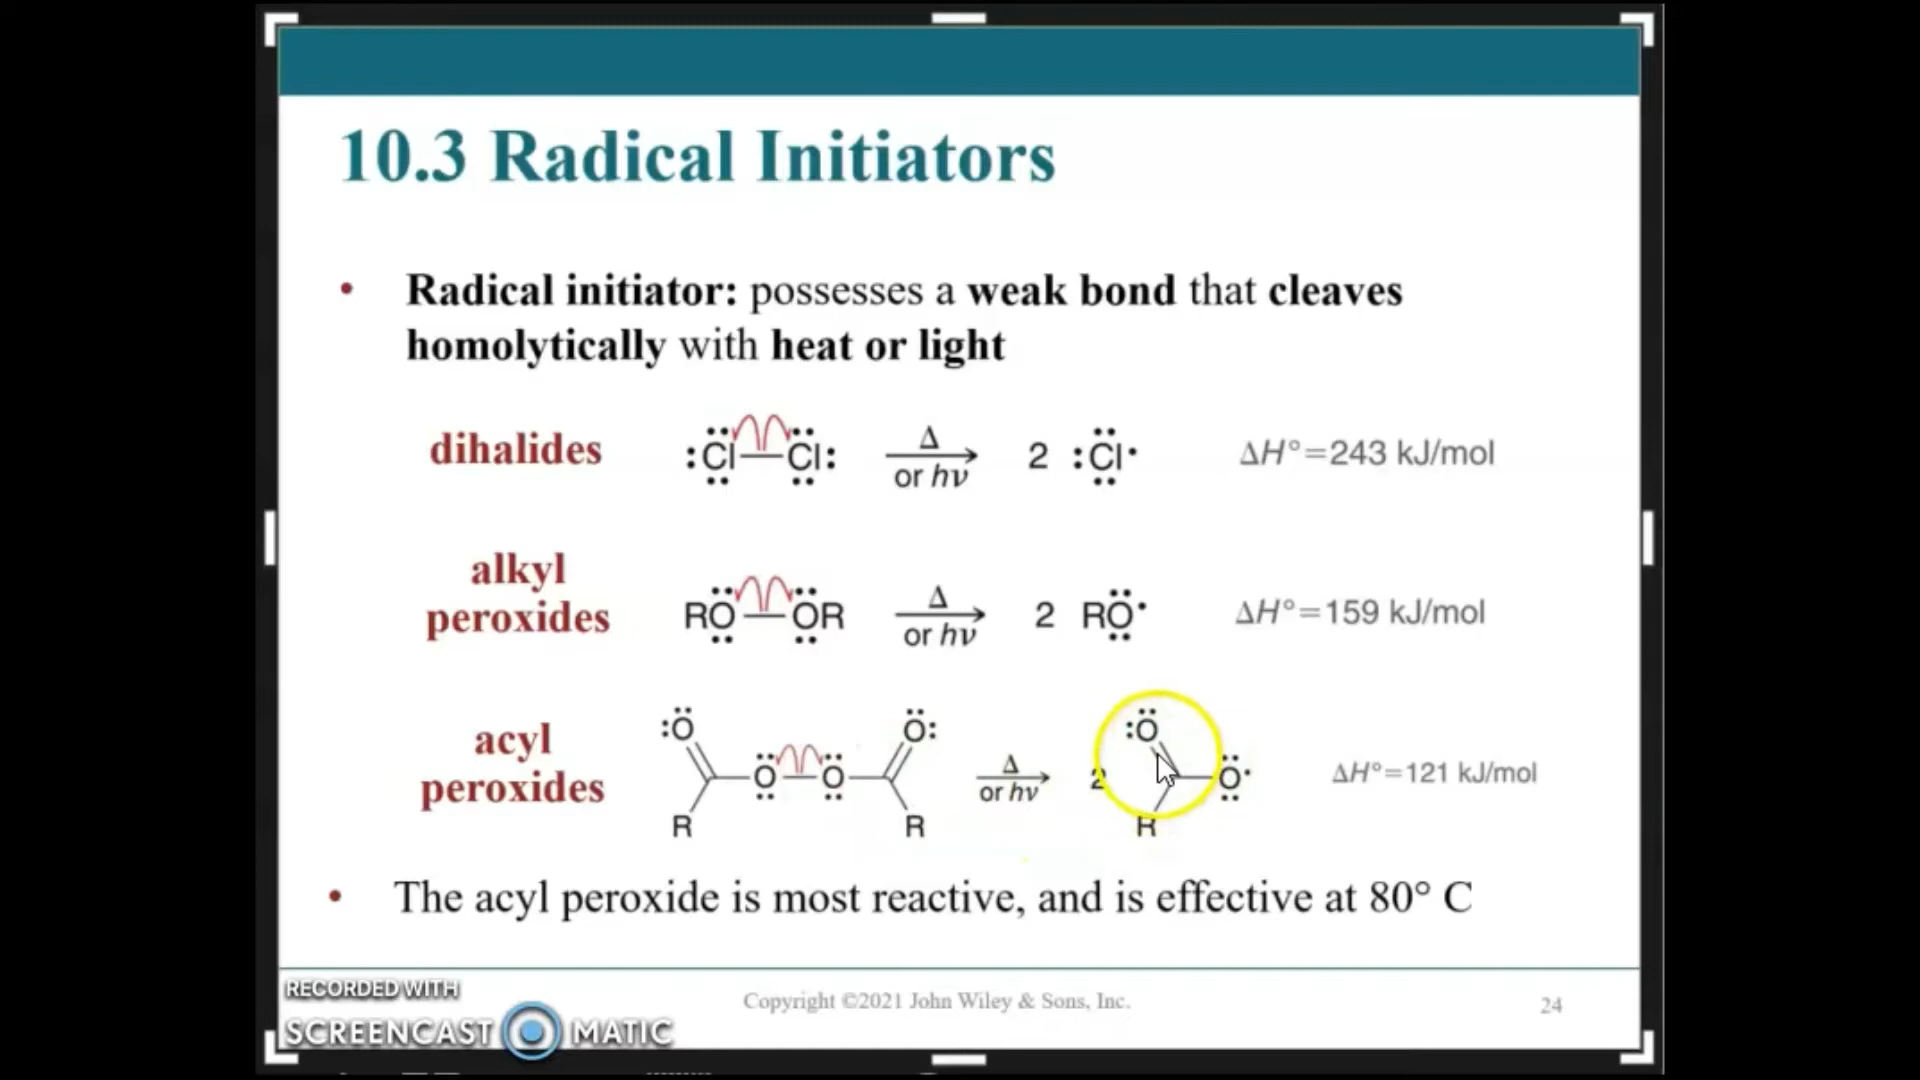 10.3 Radical Initiators
• Radical initiator: possesses a weak bond that cleaves
homolytically with heat or light
dihalides :Cl—Cl: Δ or hν 2 :Cl· ΔH°=243 kJ/mol
alkyl
peroxides RO—OR Δ or hν 2 RO· ΔH°=159 kJ/mol
acyl
peroxides :O O O O: R R Δ or hν 2 :O O· R ΔH°=121 kJ/mol
• The acyl peroxide is most reactive, and is effective at 80° C
RECORDED WITH
SCREENCAST MATIC
Copyright ©2021 John Wiley & Sons, Inc.
24